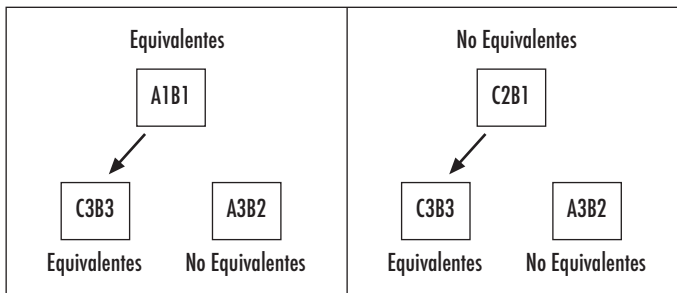 Equivalentes
A1B1
C3B3
A3B2
Equivalentes
No Equivalentes
No Equivalentes
C2B1
C3B3
A3B2
Equivalentes
No Equivalentes